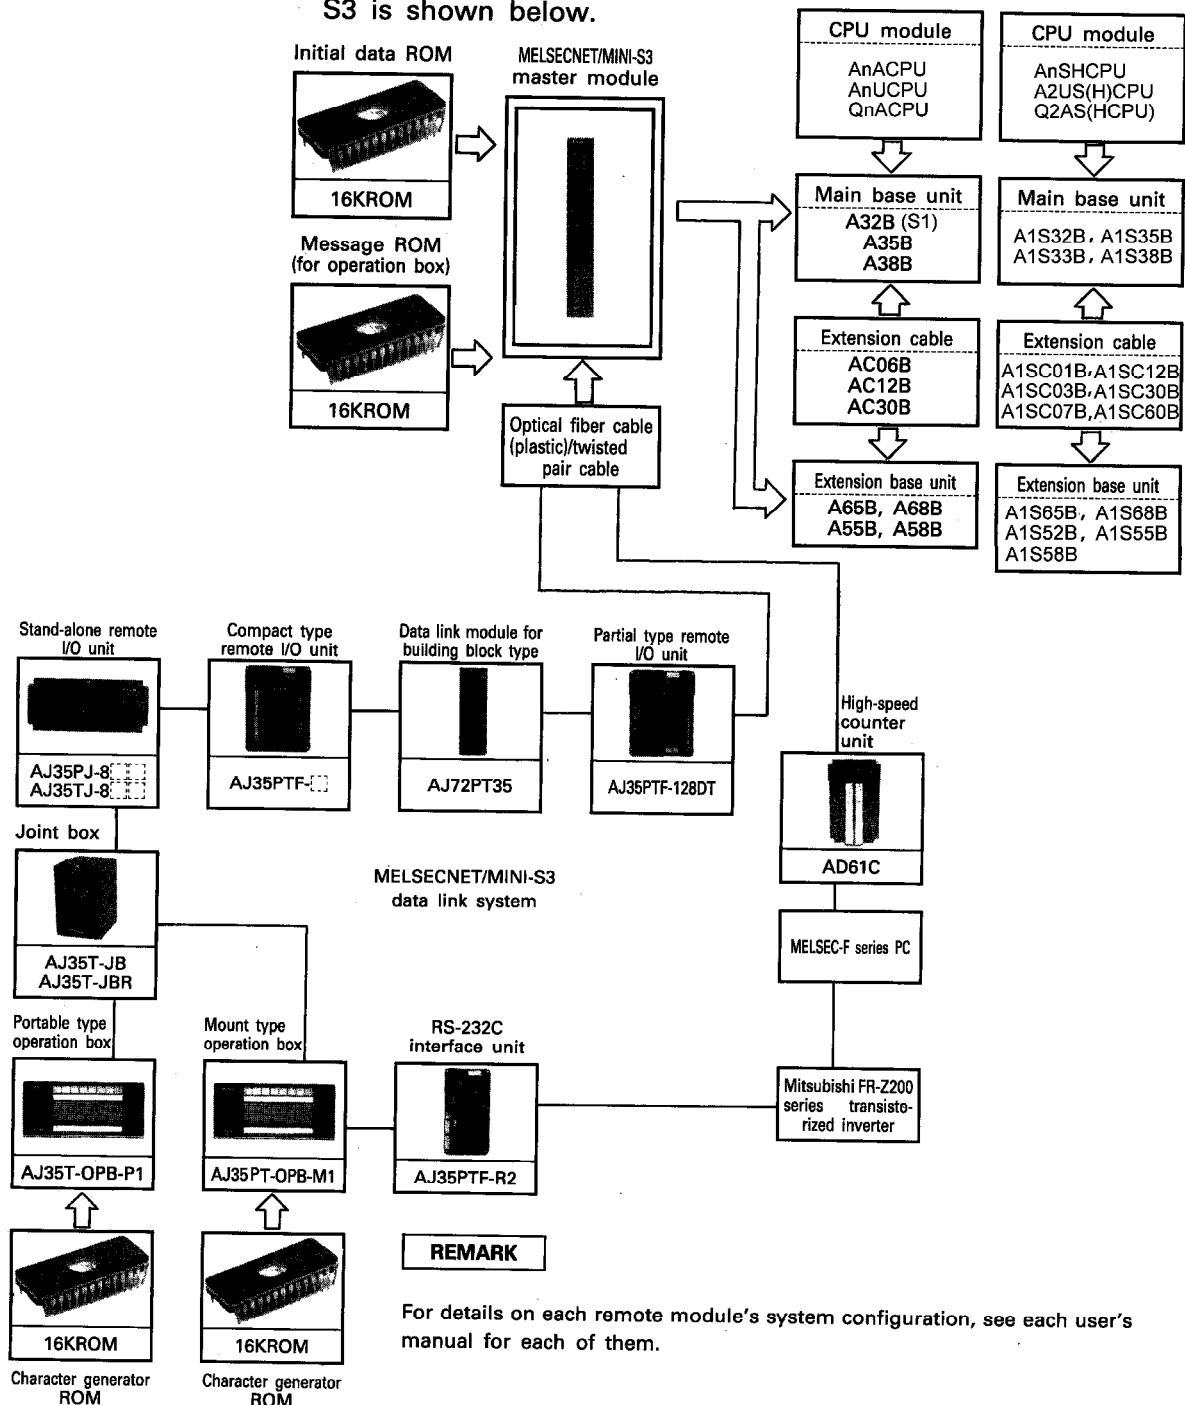 S3 is shown below.
Initial data ROM
16KROM
Message ROM
(for operation box)
16KROM
MELSECNET/MINI-S3
master module
Optical fiber cable
(plastic)/twisted
pair cable
CPU module
AnACPU
AnUCPU
QnACPU
Main base unit
A32B (S1)
A35B
A38B
Extension cable
AC06B
AC12B
AC30B
Extension base unit
A65B, A68B
A55B, A58B
CPU module
AnSHCPU
A2US(H)CPU
Q2AS(HCPU)
Main base unit
A1S32B, A1S35B
A1S33B, A1S38B
Extension cable
A1SC01B,A1SC12B
A1SC03B,A1SC30B
A1SC07B,A1SC60B
Extension base unit
A1S65B, A1S68B
A1S52B, A1S55B
A1S58B
Stand-alone remote
I/O unit
AJ35PJ-8
AJ35TJ-8
Compact type
remote I/O unit
AJ35PTF-
Data link module for
building block type
AJ72PT35
Partial type remote
I/O unit
AJ35PTF-128DT
High-speed
counter
unit
AD61C
Joint box
AJ35T-JB
AJ35T-JBR
MELSECNET/MINI-S3
data link system
MELSEC-F series PC
Portable type
operation box
AJ35T-OPB-P1
Mount type
operation box
AJ35PT-OPB-M1
RS-232C
interface unit
AJ35PTF-R2
Mitsubishi FR-Z200
series transisto-
rized inverter
16KROM
Character generator
ROM
16KROM
Character generator
ROM
REMARK
For details on each remote module's system configuration, see each user's
manual for each of them.